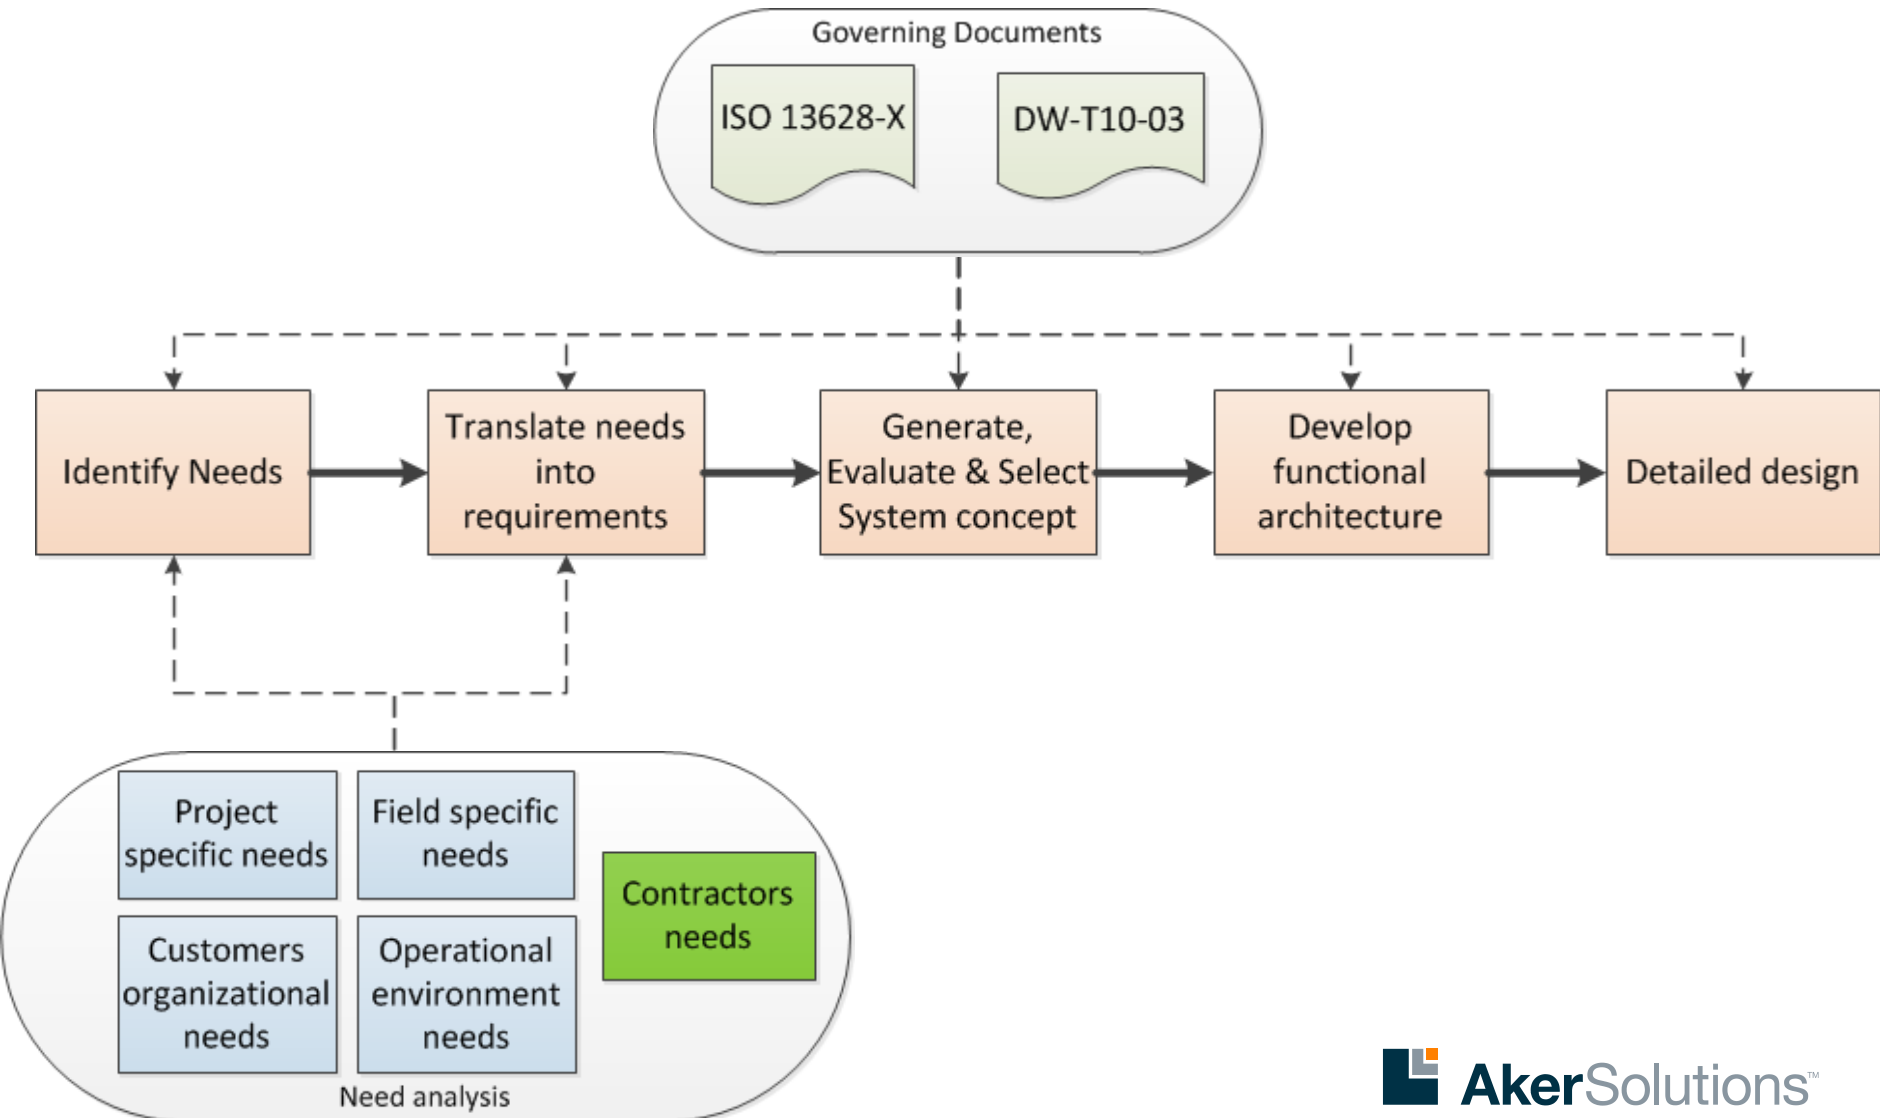 Governing Documents
ISO 13628-X
DW-T10-03
Identify Needs
Translate needs
into
requirements
Generate,
Evaluate & Select
System concept
Develop
functional
architecture
Detailed design
Project
specific needs
Field specific
needs
Contractors
needs
Customers
organizational
needs
Operational
environment
needs
Need analysis
AkerSolutions™